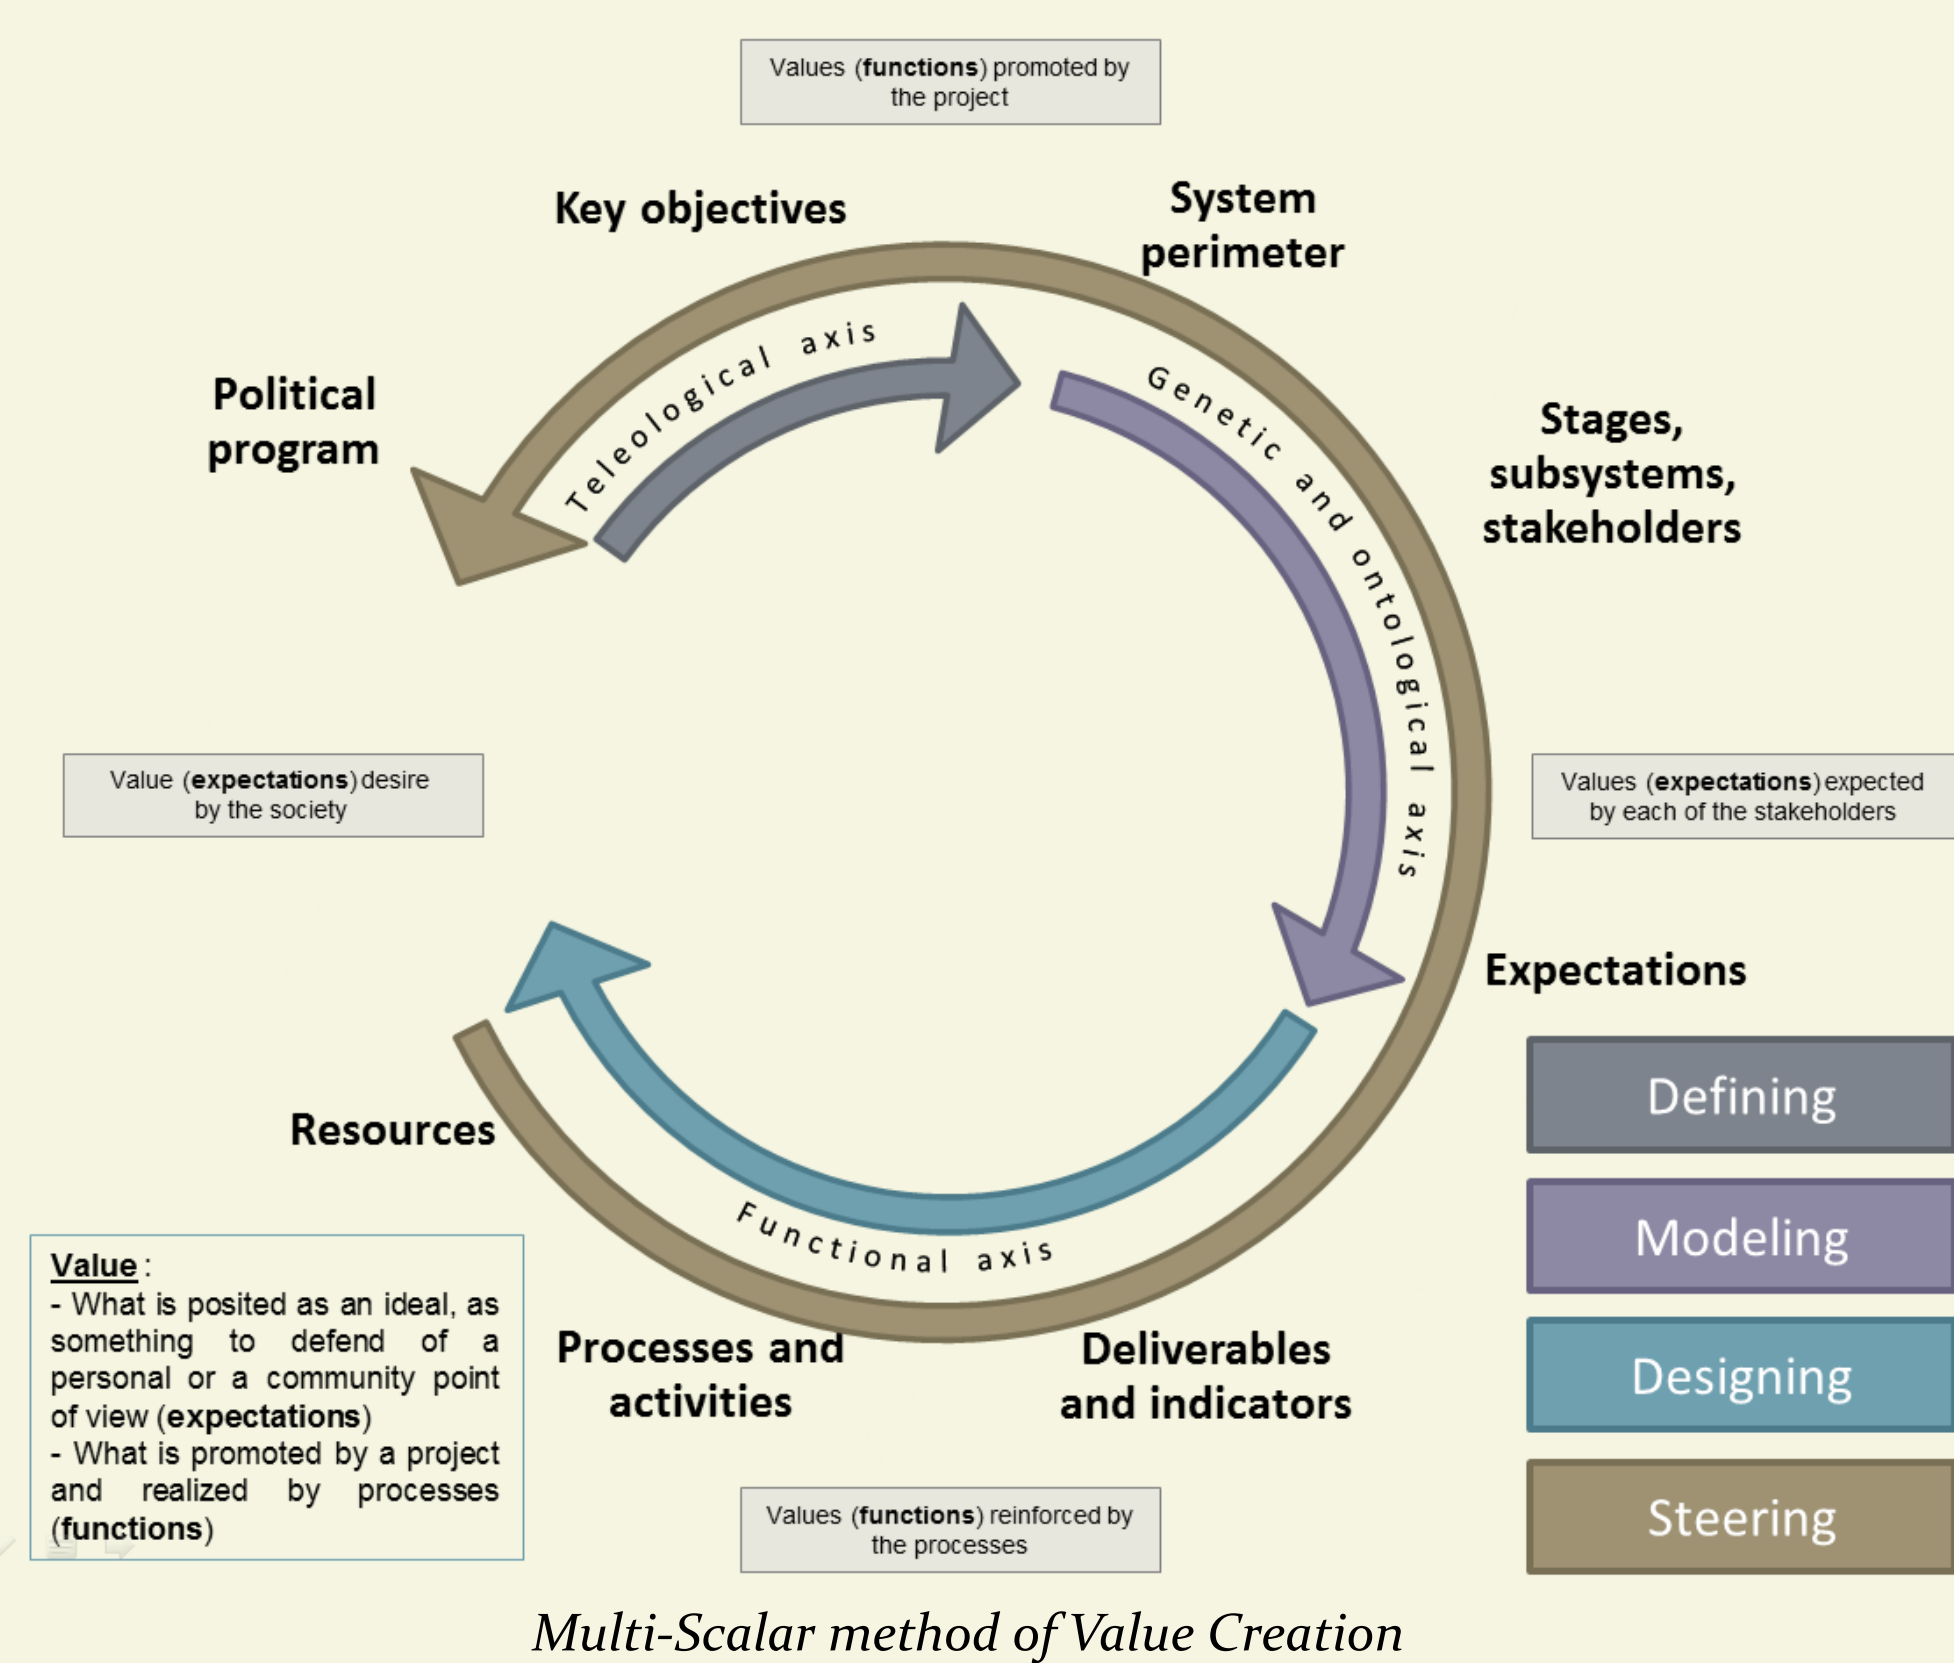 Values (functions) promoted by
the project
Key objectives
System
perimeter
Political
program
Teleological axis
Genetic and ontological axis
Stages,
subsystems,
stakeholders
Value (expectations) desire
by the society
Values (expectations) expected
by each of the stakeholders
Expectations
Defining
Modeling
Designing
Steering
Resources
Functional axis
Processes and
activities
Deliverables
and indicators
Value :
- What is posited as an ideal, as
something to defend of a
personal or a community point
of view (expectations)
- What is promoted by a project
and realized by processes
(functions)
Values (functions) reinforced by
the processes
Multi-Scalar method of Value Creation